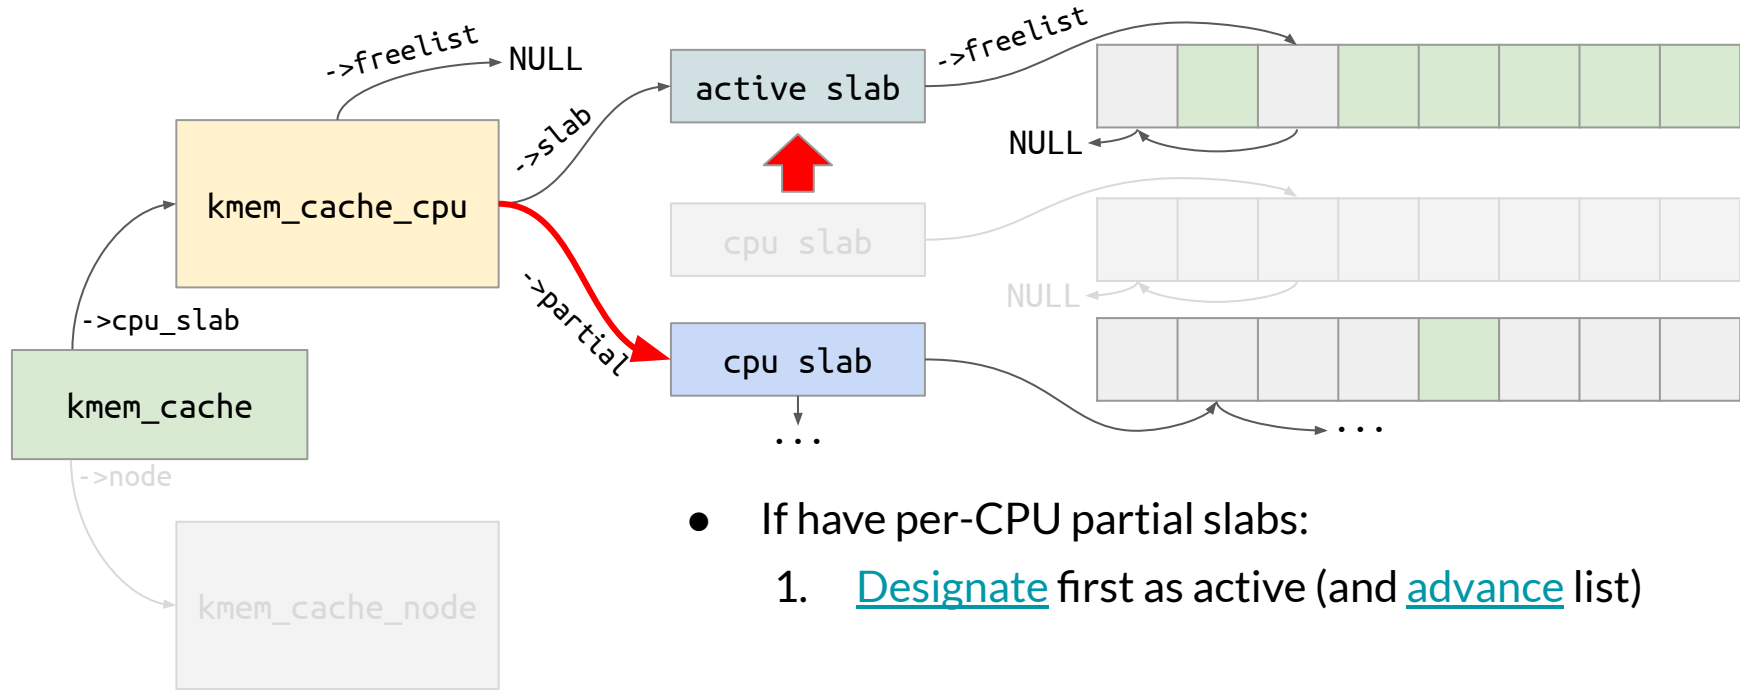 ->freelist
NULL
->slab
active slab
->freelist
NULL
kmem_cache_cpu
cpu slab
NULL
->partial
->cpu_slab
cpu slab
...
...
kmem_cache
->node
kmem_cache_node
● If have per-CPU partial slabs:
1. Designate first as active (and advance list)